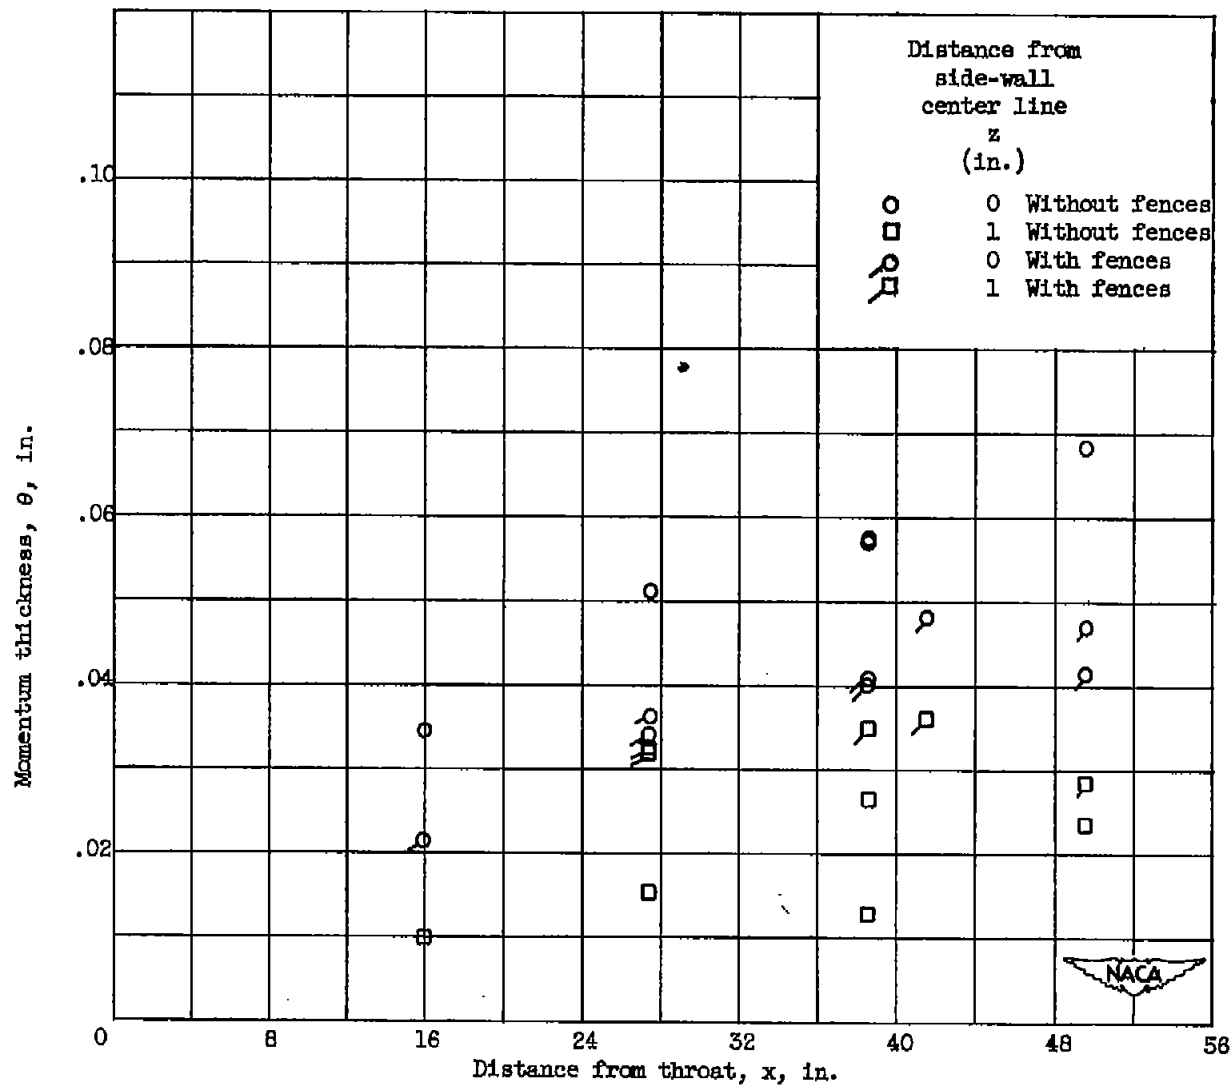 Distance from
side-wall
center line
z
(in.)
0 Without fences
1 Without fences
0 With fences
1 With fences
.10
.08
.06
.04
.02
0
8
16
24
32
40
48
56
Momentum thickness, θ, in.
Distance from throat, x, in.
NACA